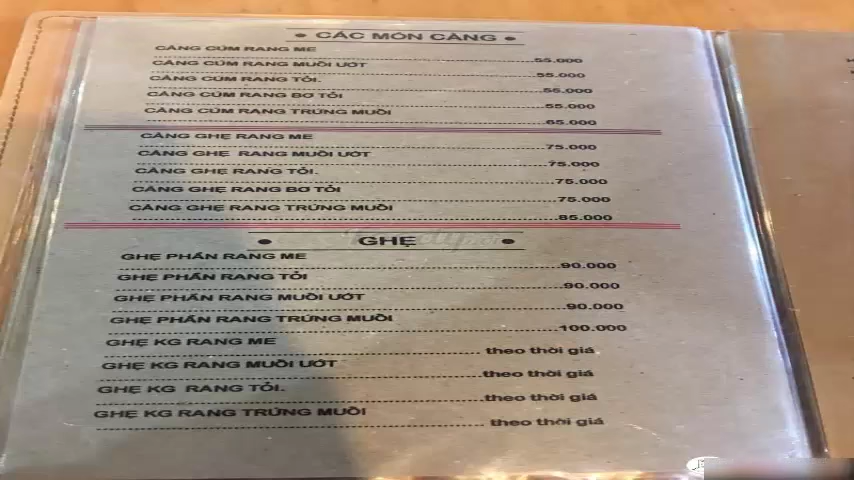 • CÁC MÓN CÀNG •
CÀNG CÚM RANG ME 55.000
CÀNG CÚM RANG MUỐI ƯỚT 55.000
CÀNG CÚM RANG TỎI. 55.000
CÀNG CÚM RANG BƠ TỎI 55.000
CÀNG CÚM RANG TRỨNG MUỐI 65.000
CÀNG GHẸ RANG ME 75.000
CÀNG GHẸ RANG MUỐI ƯỚT 75.000
CÀNG GHẸ RANG TỎI. 75.000
CÀNG GHẸ RANG BƠ TỎI 75.000
CÀNG GHẸ RANG TRỨNG MUỐI 85.000
• GHẸ •
GHẸ PHẦN RANG ME 90.000
GHẸ PHẦN RANG TỎI 90.000
GHẸ PHẦN RANG MUỐI ƯỚT 90.000
GHẸ PHẦN RANG TRỨNG MUỐI 100.000
GHẸ KG RANG ME theo thời giá
GHẸ KG RANG MUỐI ƯỚT theo thời giá
GHẸ KG RANG TỎI. theo thời giá
GHẸ KG RANG TRỨNG MUỐI theo thời giá